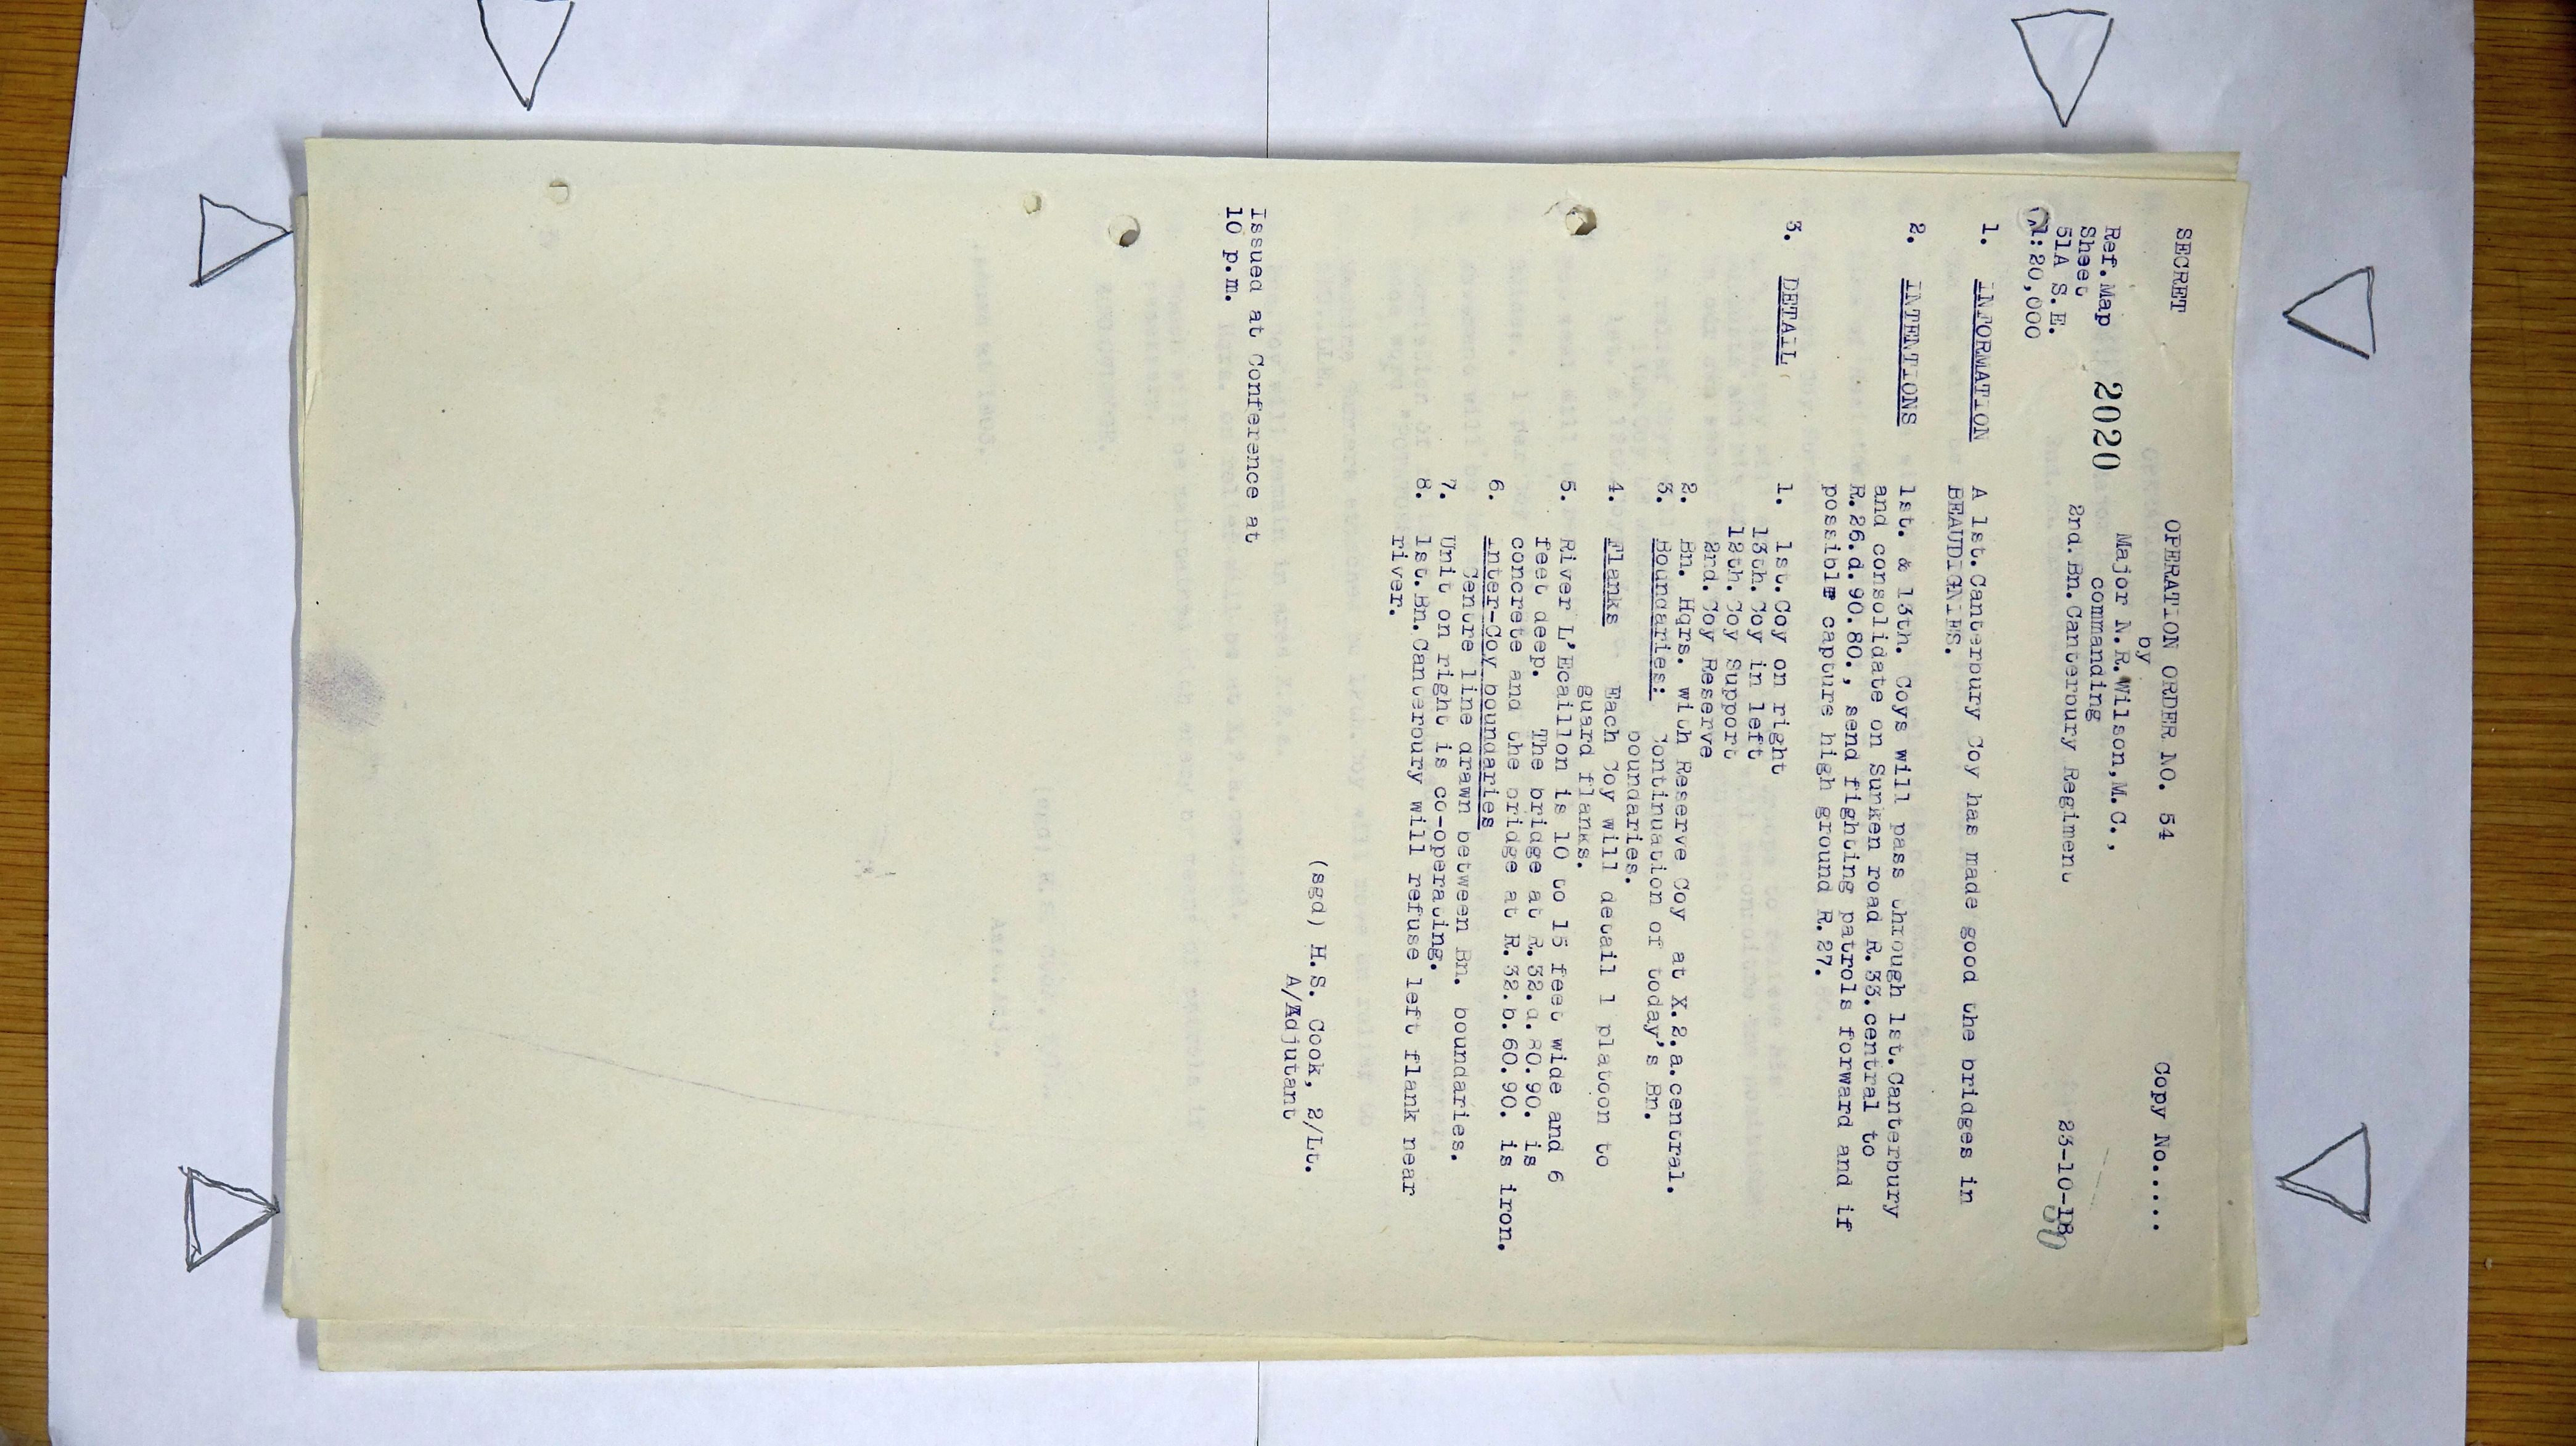 SECRET
OPERATION ORDER NO. 54
Copy No......
by
Ref.Map 2020 Major N.R.Wilson,M.C.,
Sheet commanding
51A S.E. 2nd.Bn.Canterbury Regiment 23-10-18
1:20,000
30
1. INFORMATION A 1st.Canterbury Coy has made good the bridges in
BEAUDIGNIES.
2. INTENTIONS 1st. & 13th. Coys will pass through 1st.Canterbury
and consolidate on Sunken road R.33.central to
R.26.d.90.80., send fighting patrols forward and if
possible capture high ground R.27.
3. DETAIL 1. 1st.Coy on right
13th.Coy in left
12th.Coy Support
2nd.Coy Reserve
2. Bn. Hqrs. with Reserve Coy at X.2.a.central.
3. Boundaries: Continuation of today's Bn.
boundaries.
4. Flanks Each Coy will detail 1 platoon to
guard flanks.
5. River L'Ecaillon is 10 to 15 feet wide and 6
feet deep. The bridge at R.32.d.80.90. is
concrete and the bridge at R.32.b.60.90. is iron.
6. Inter-Coy boundaries
Centre line drawn between Bn. boundaries.
7. Unit on right is co-operating.
8. 1st.Bn.Canterbury will refuse left flank near
river.
(sgd) H.S. Cook, 2/Lt.
A/Adjutant
Issued at Conference at
10 p.m.